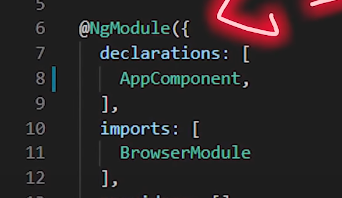 5
6 @NgModule({
7 declarations: [
8 AppComponent,
9 ],
10 imports: [
11 BrowserModule
12 ],